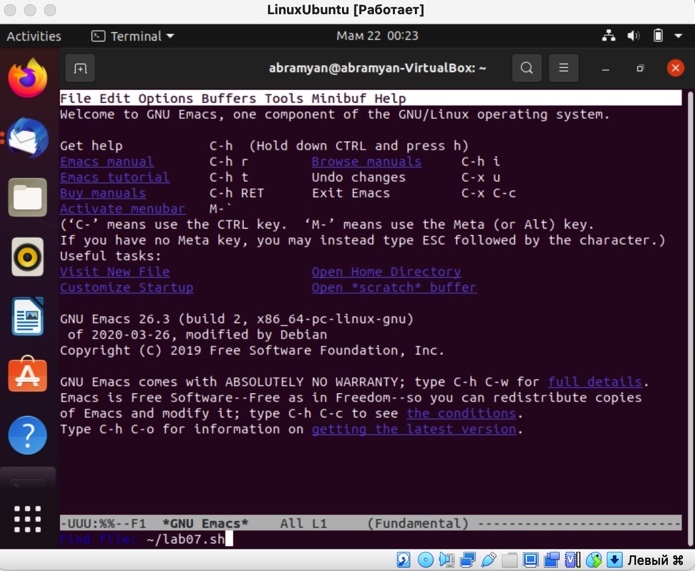 LinuxUbuntu [Работает]
Activities Terminal Мам 22 00:23
abramyan@abramyan-VirtualBox: ~
File Edit Options Buffers Tools Minibuf Help
Welcome to GNU Emacs, one component of the GNU/Linux operating system.
Get help C-h (Hold down CTRL and press h)
Emacs manual C-h r Browse manuals C-h i
Emacs tutorial C-h t Undo changes C-x u
Buy manuals C-h RET Exit Emacs C-x C-c
Activate menubar M-`
(‘C-’ means use the CTRL key. ‘M-’ means use the Meta (or Alt) key.
If you have no Meta key, you may instead type ESC followed by the character.)
Useful tasks:
Visit New File Open Home Directory
Customize Startup Open *scratch* buffer
GNU Emacs 26.3 (build 2, x86_64-pc-linux-gnu)
of 2020-03-26, modified by Debian
Copyright (C) 2019 Free Software Foundation, Inc.
GNU Emacs comes with ABSOLUTELY NO WARRANTY; type C-h C-w for full details.
Emacs is Free Software--Free as in Freedom--so you can redistribute copies
of Emacs and modify it; type C-h C-c to see the conditions.
Type C-h C-o for information on getting the latest version.
-UUU:%%--F1 *GNU Emacs* All L1 (Fundamental) --------------------------
Find file: ~/lab07.sh
Левый ⌘